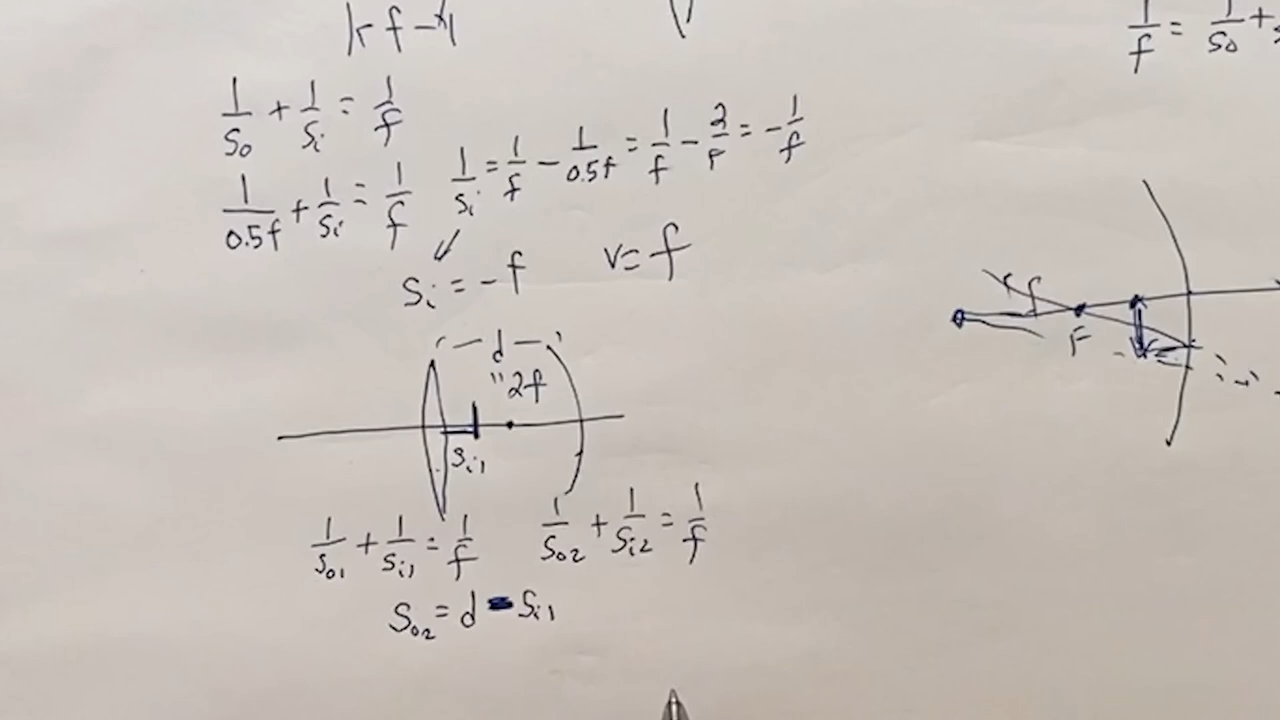 |← f →|
1/f = 1/S₀ +
1/S₀ + 1/Sᵢ = 1/f
1/0.5f + 1/Sᵢ = 1/f
1/Sᵢ = 1/f − 1/0.5f = 1/f − 2/f = −1/f
Sᵢ = −f
v = f
d
"2f
Sᵢ₁
f
F
1/S₀₁ + 1/Sᵢ₁ = 1/f
1/S₀₂ + 1/Sᵢ₂ = 1/f
S₀₂ = d − Sᵢ₁